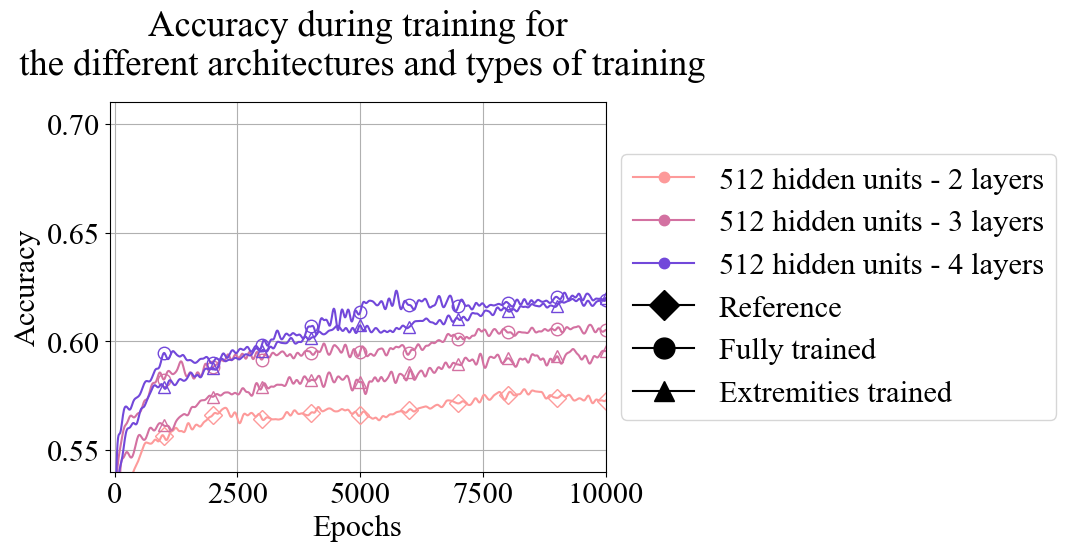 Accuracy during training for
the different architectures and types of training
0.70
0.65
0.60
0.55
Accuracy
0
2500
5000
7500
10000
Epochs
512 hidden units - 2 layers
512 hidden units - 3 layers
512 hidden units - 4 layers
Reference
Fully trained
Extremities trained